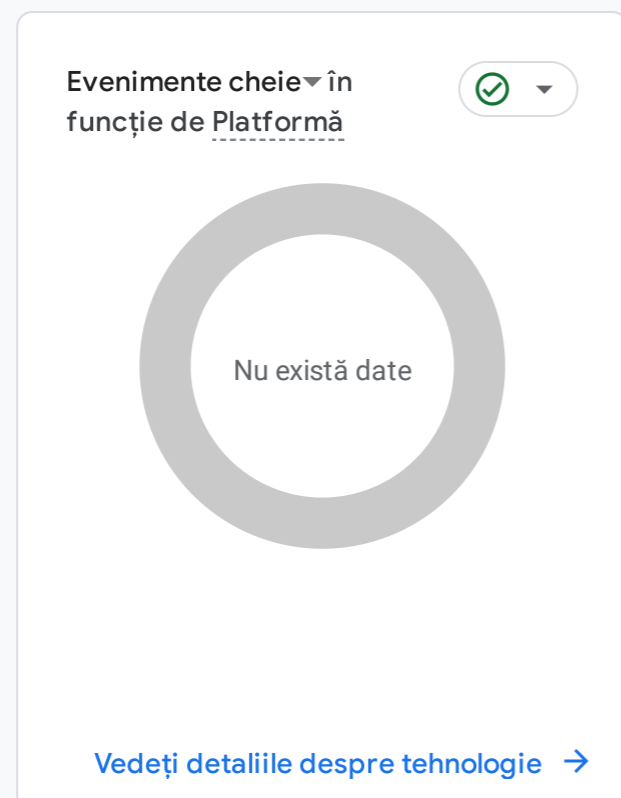 Evenimente cheie în
funcție de Platformă
Nu există date
Vedeți detaliile despre tehnologie